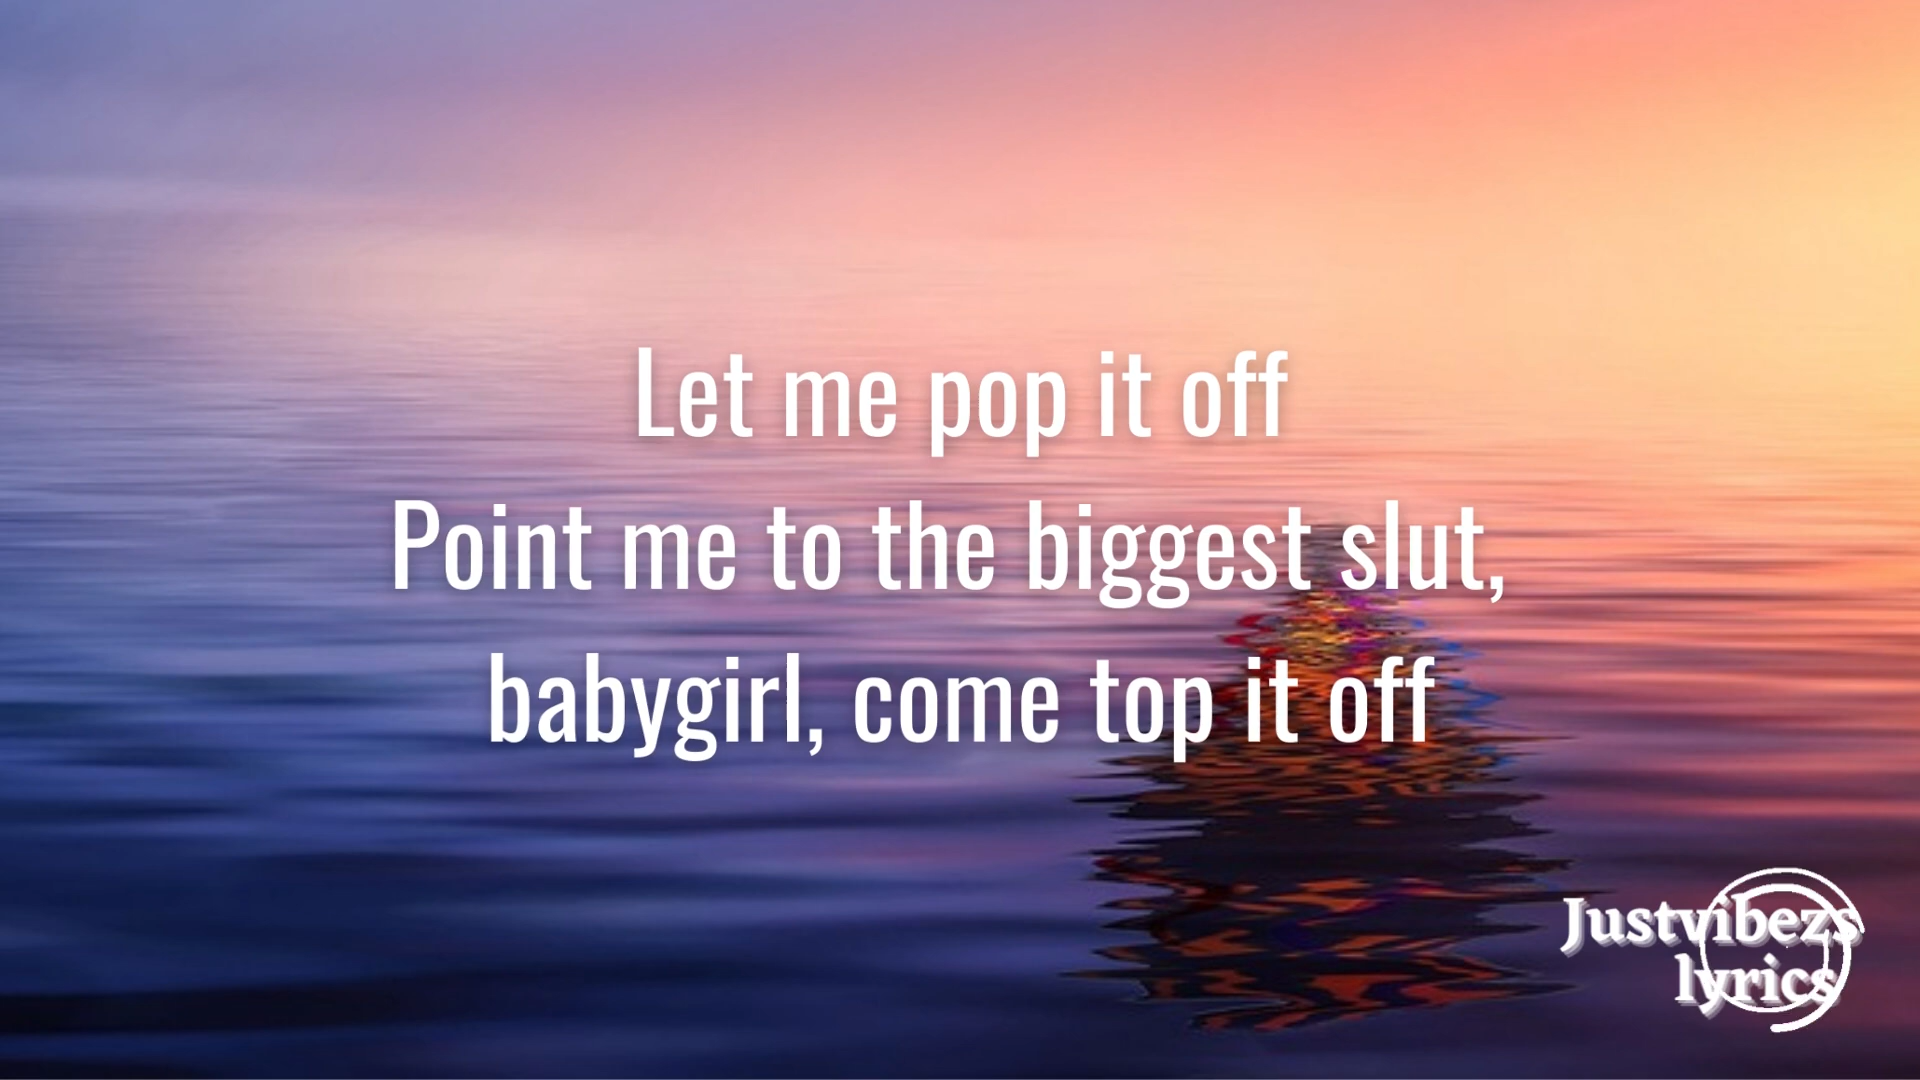 Let me pop it off
Point me to the biggest slut,
babygirl, come top it off
Justvibezs
lyrics